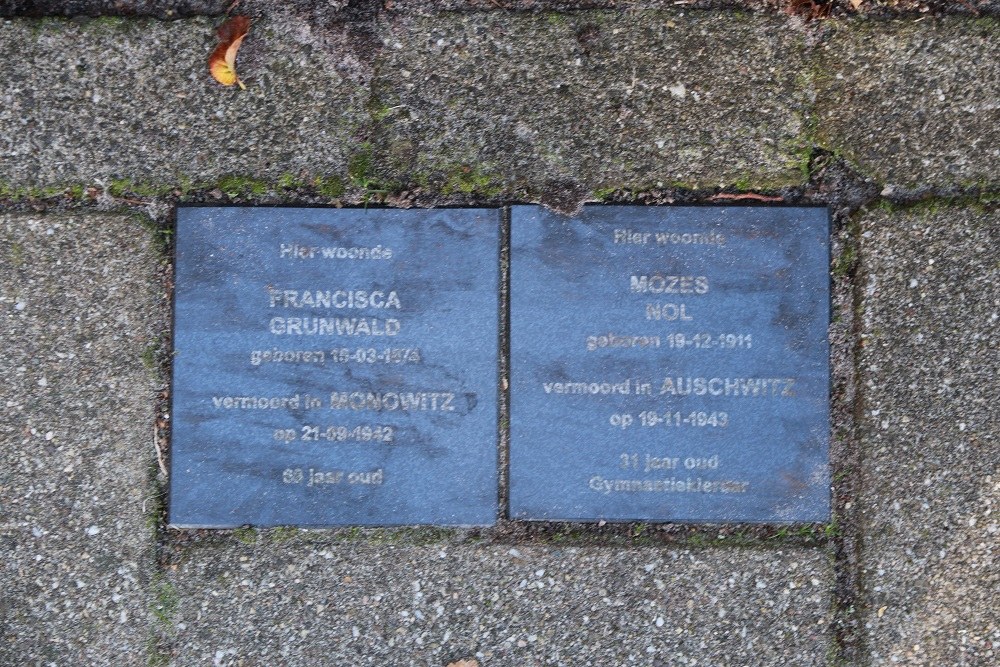 Hier woonde
FRANCISCA
GRUNWALD
geboren
vermoord in MONOWITZ
op 21-09-1942
jaar oud
Hier woonde
MOZES
NOL
geboren 19-12-1911
vermoord in AUSCHWITZ
op 19-11-1943
31 jaar oud
Gymnastiekleraar